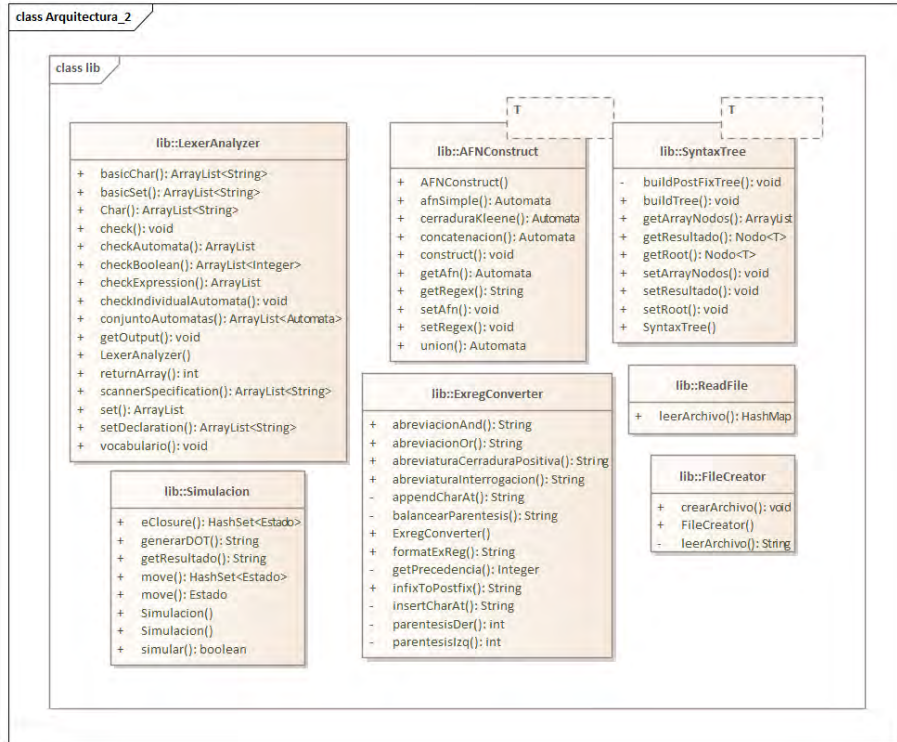 class Arquitectura_2
class lib
lib::LexerAnalyzer
+ basicChar(): ArrayList<String>
+ basicSet(): ArrayList<String>
+ Char(): ArrayList<String>
+ check(): void
+ checkAutomata(): ArrayList
+ checkBoolean(): ArrayList<Integer>
+ checkExpression(): ArrayList
+ checkIndividualAutomata(): void
+ conjuntoAutomatas(): ArrayList<Automata>
+ getOutput(): void
+ LexerAnalyzer()
+ returnArray(): int
+ scannerSpecification(): ArrayList<String>
+ set(): ArrayList
+ setDeclaration(): ArrayList<String>
+ vocabulario(): void
T
lib::AFNConstruct
+ AFNConstruct()
+ afnSimple(): Automata
+ cerraduraKleene(): Automata
+ concatenacion(): Automata
+ construct(): void
+ getAfn(): Automata
+ getRegex(): String
+ setAfn(): void
+ setRegex(): void
+ union(): Automata
T
lib::SyntaxTree
- buildPostFixTree(): void
+ buildTree(): void
+ getArrayNodos(): ArrayList
+ getResultado(): Nodo<T>
+ getRoot(): Nodo<T>
+ setArrayNodos(): void
+ setResultado(): void
+ setRoot(): void
+ SyntaxTree()
lib::ReadFile
+ leerArchivo(): HashMap
lib::ExregConverter
+ abreviacionAnd(): String
+ abreviacionOr(): String
+ abreviaturaCerraduraPositiva(): String
+ abreviaturaInterrogacion(): String
- appendCharAt(): String
- balancearParentesis(): String
+ ExregConverter()
+ formatExReg(): String
- getPrecedencia(): Integer
+ infixToPostfix(): String
- insertCharAt(): String
- parentesisDer(): int
- parentesisIzq(): int
lib::FileCreator
+ crearArchivo(): void
+ FileCreator()
- leerArchivo(): String
lib::Simulacion
+ eClosure(): HashSet<Estado>
+ generarDOT(): String
+ getResultado(): String
+ move(): HashSet<Estado>
+ move(): Estado
+ Simulacion()
+ Simulacion()
+ simular(): boolean